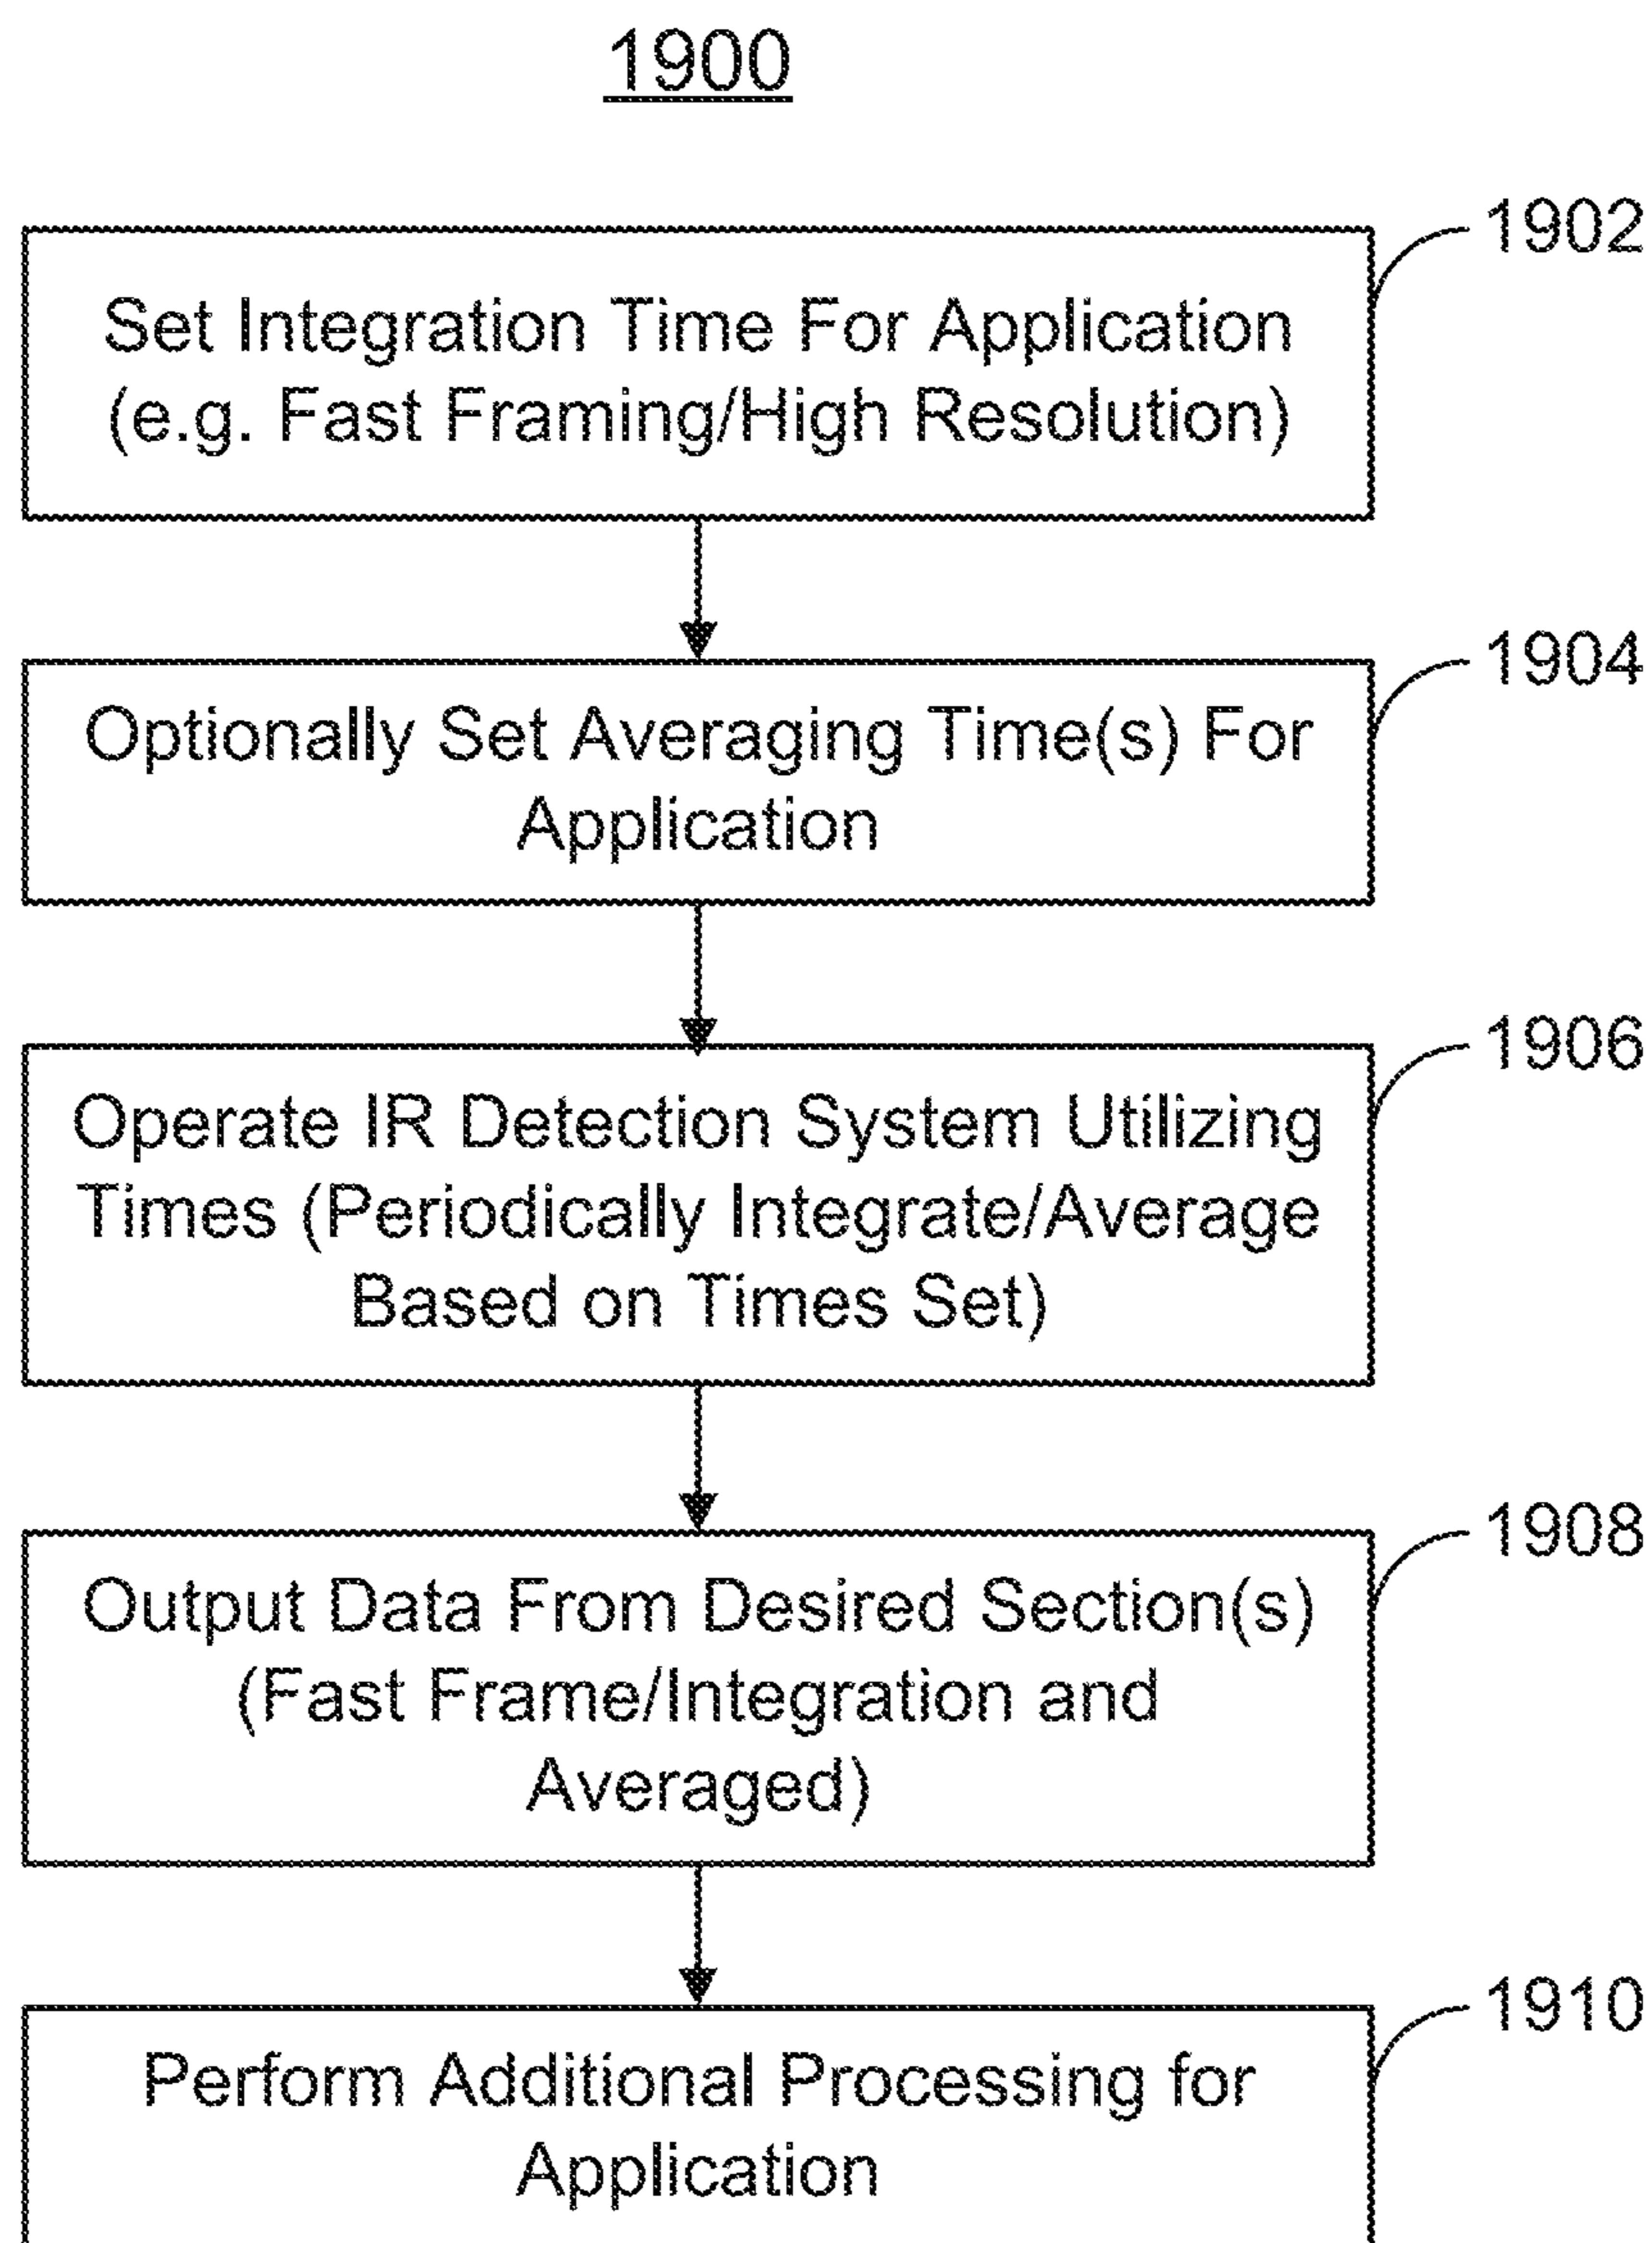 1900
1902
Set Integration Time For Application
(e.g. Fast Framing/High Resolution)
1904
Optionally Set Averaging Time(s) For
Application
1906
Operate IR Detection System Utilizing
Times (Periodically Integrate/Average
Based on Times Set)
1908
Output Data From Desired Section(s)
(Fast Frame/Integration and
Averaged)
1910
Perform Additional Processing for
Application